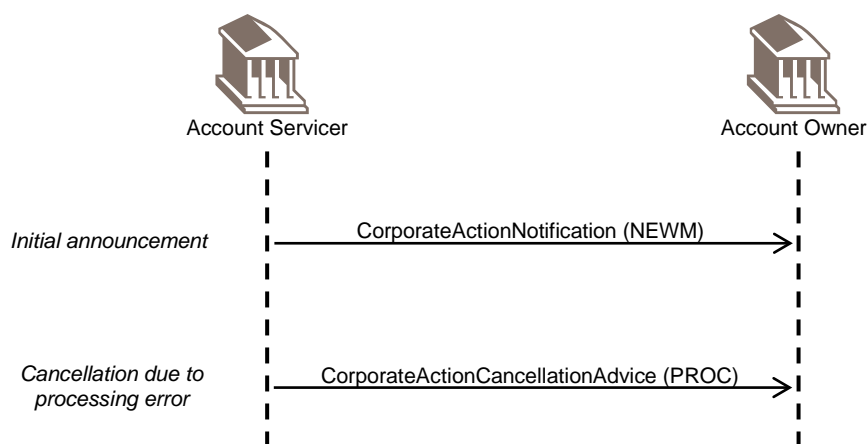 Account Servicer
Account Owner
Initial announcement
CorporateActionNotification (NEWM)
Cancellation due to
processing error
CorporateActionCancellationAdvice (PROC)